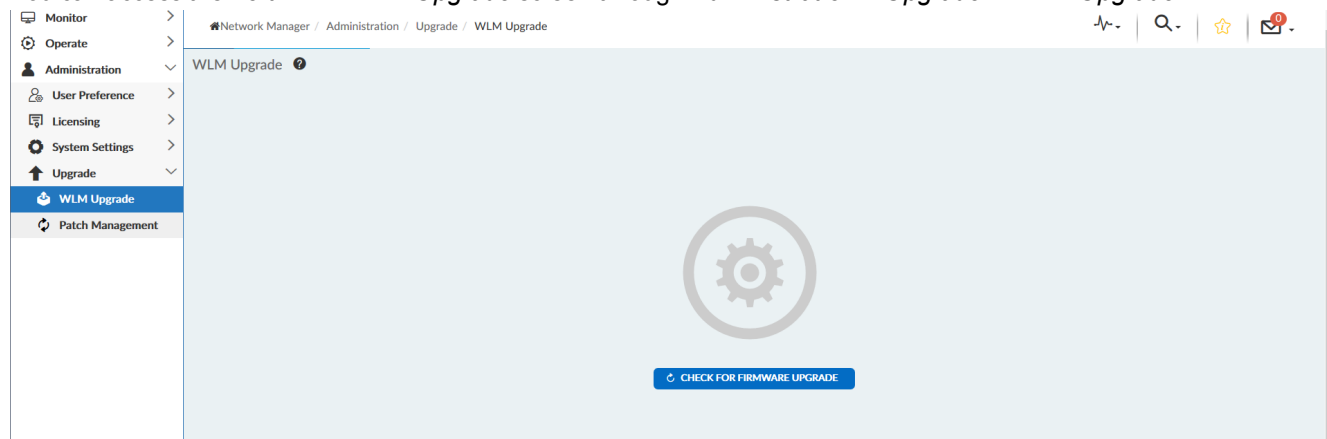 Monitor
Network Manager / Administration / Upgrade / WLM Upgrade
0
Operate
Administration
WLM Upgrade ?
User Preference
Licensing
System Settings
Upgrade
WLM Upgrade
Patch Management
CHECK FOR FIRMWARE UPGRADE